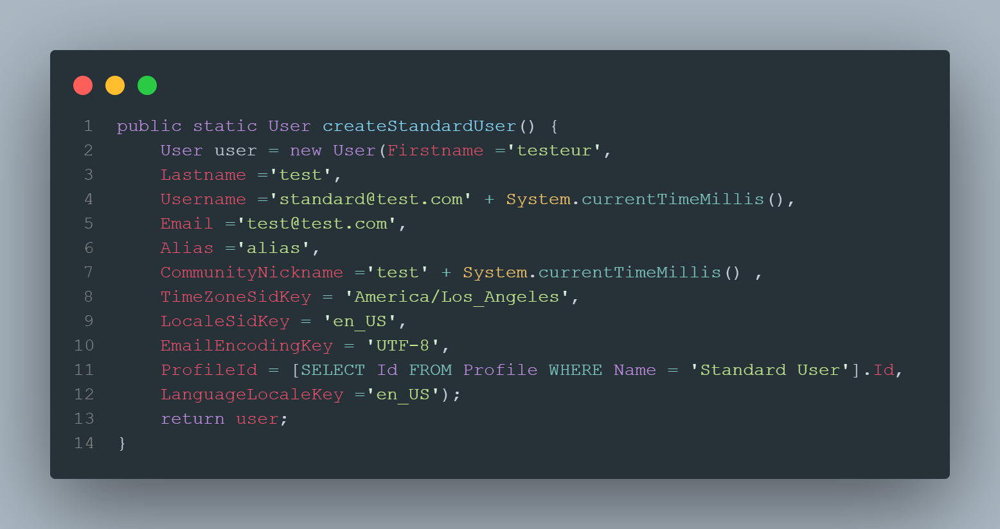 1 public static User createStandardUser() {
2     User user = new User(Firstname ='testeur',
3     Lastname ='test',
4     Username ='standard@test.com' + System.currentTimeMillis(),
5     Email ='test@test.com',
6     Alias ='alias',
7     CommunityNickname ='test' + System.currentTimeMillis() ,
8     TimeZoneSidKey = 'America/Los_Angeles',
9     LocaleSidKey = 'en_US',
10     EmailEncodingKey = 'UTF-8',
11     ProfileId = [SELECT Id FROM Profile WHERE Name = 'Standard User'].Id,
12     LanguageLocaleKey ='en_US');
13     return user;
14 }